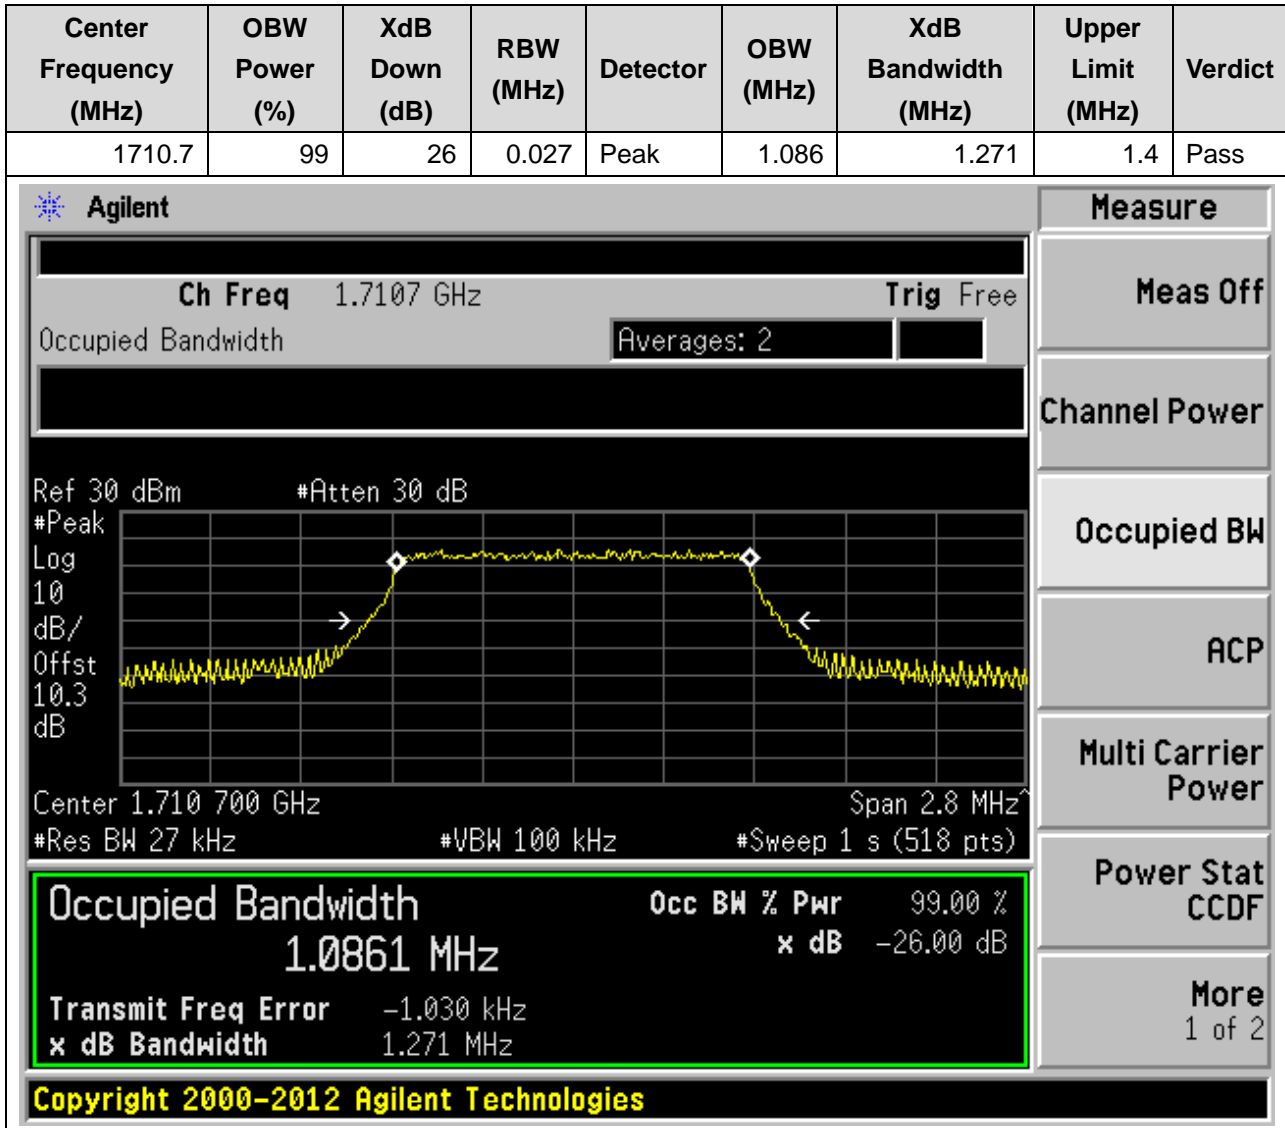 Center Frequency (MHz) OBW Power (%) XdB Down (dB) RBW (MHz) Detector OBW (MHz) XdB Bandwidth (MHz) Upper Limit (MHz) Verdict
1710.7 99 26 0.027 Peak 1.086 1.271 1.4 Pass
Agilent
Measure
Ch Freq 1.7107 GHz Trig Free
Meas Off
Occupied Bandwidth Averages: 2
Channel Power
Ref 30 dBm #Atten 30 dB
#Peak
Log
10
dB/
Offst
10.3
dB
Occupied BW
ACP
Multi Carrier
Power
Center 1.710 700 GHz Span 2.8 MHz^
#Res BW 27 kHz #VBW 100 kHz #Sweep 1 s (518 pts)
Power Stat
CCDF
Occupied Bandwidth Occ BW % Pwr 99.00 %
1.0861 MHz x dB -26.00 dB
Transmit Freq Error -1.030 kHz
x dB Bandwidth 1.271 MHz
More
1 of 2
Copyright 2000-2012 Agilent Technologies